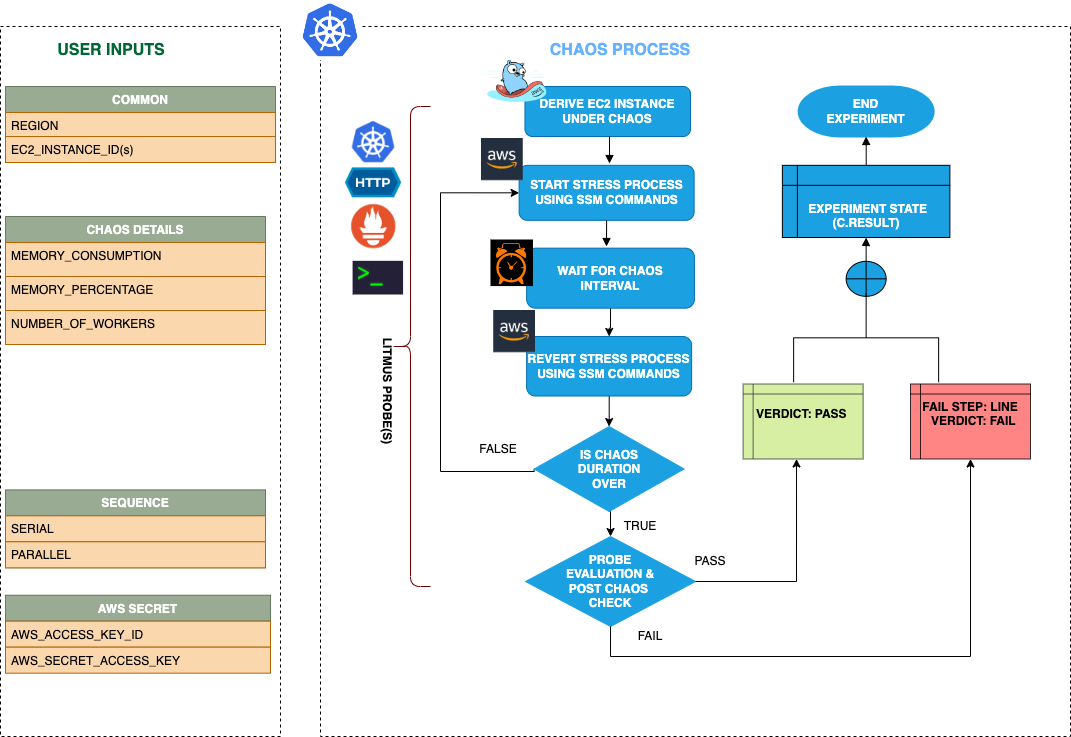 USER INPUTS
COMMON
REGION
EC2_INSTANCE_ID(s)
CHAOS DETAILS
MEMORY_CONSUMPTION
MEMORY_PERCENTAGE
NUMBER_OF_WORKERS
SEQUENCE
SERIAL
PARALLEL
AWS SECRET
AWS_ACCESS_KEY_ID
AWS_SECRET_ACCESS_KEY
CHAOS PROCESS
HTTP
>_
LITMUS PROBE(S)
DERIVE EC2 INSTANCE
UNDER CHAOS
aws
START STRESS PROCESS
USING SSM COMMANDS
WAIT FOR CHAOS
INTERVAL
aws
REVERT STRESS PROCESS
USING SSM COMMANDS
FALSE
IS CHAOS
DURATION
OVER
TRUE
PROBE
EVALUATION &
POST CHAOS
CHECK
PASS
FAIL
END
EXPERIMENT
EXPERIMENT STATE
(C.RESULT)
VERDICT: PASS
FAIL STEP: LINE
VERDICT: FAIL